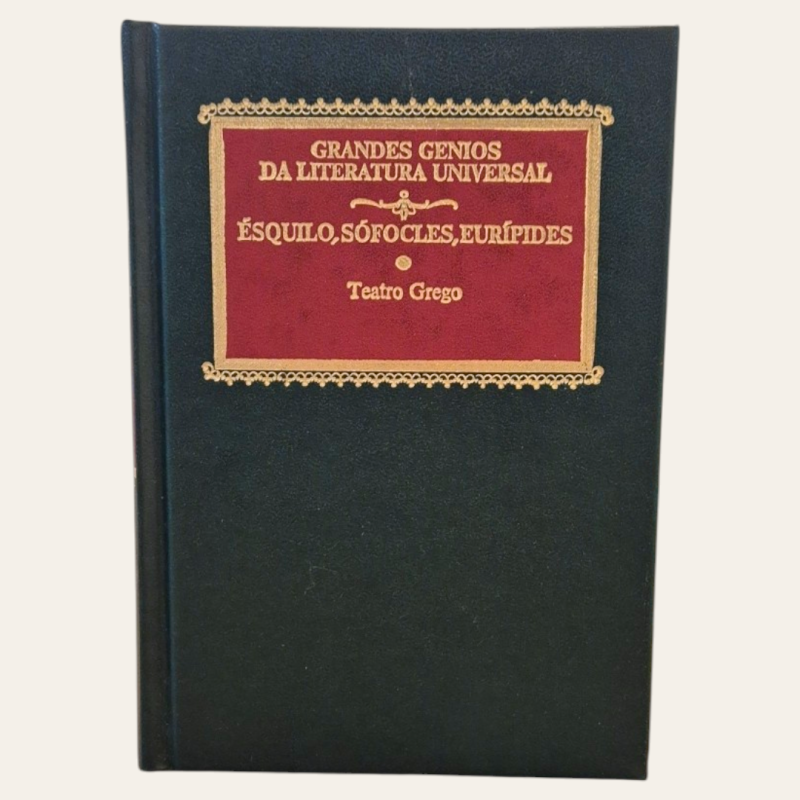 GRANDES GENIOS
DA LITERATURA UNIVERSAL
ÉSQUILO, SÓFOCLES, EURÍPIDES
Teatro Grego